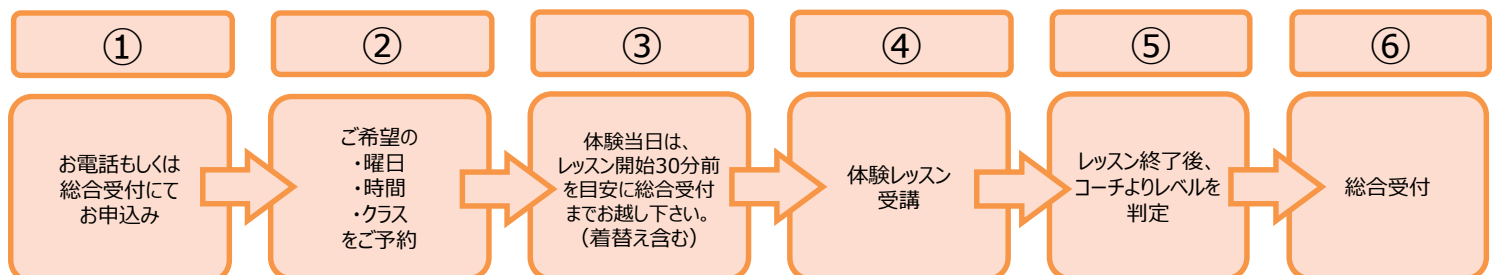 ①
お電話もしくは
総合受付にて
お申込み
②
ご希望の
・曜日
・時間
・クラス
をご予約
③
体験当日は、
レッスン開始30分前
を目安に総合受付
までお越し下さい。
（着替え含む）
④
体験レッスン
受講
⑤
レッスン終了後、
コーチよりレベルを
判定
⑥
総合受付